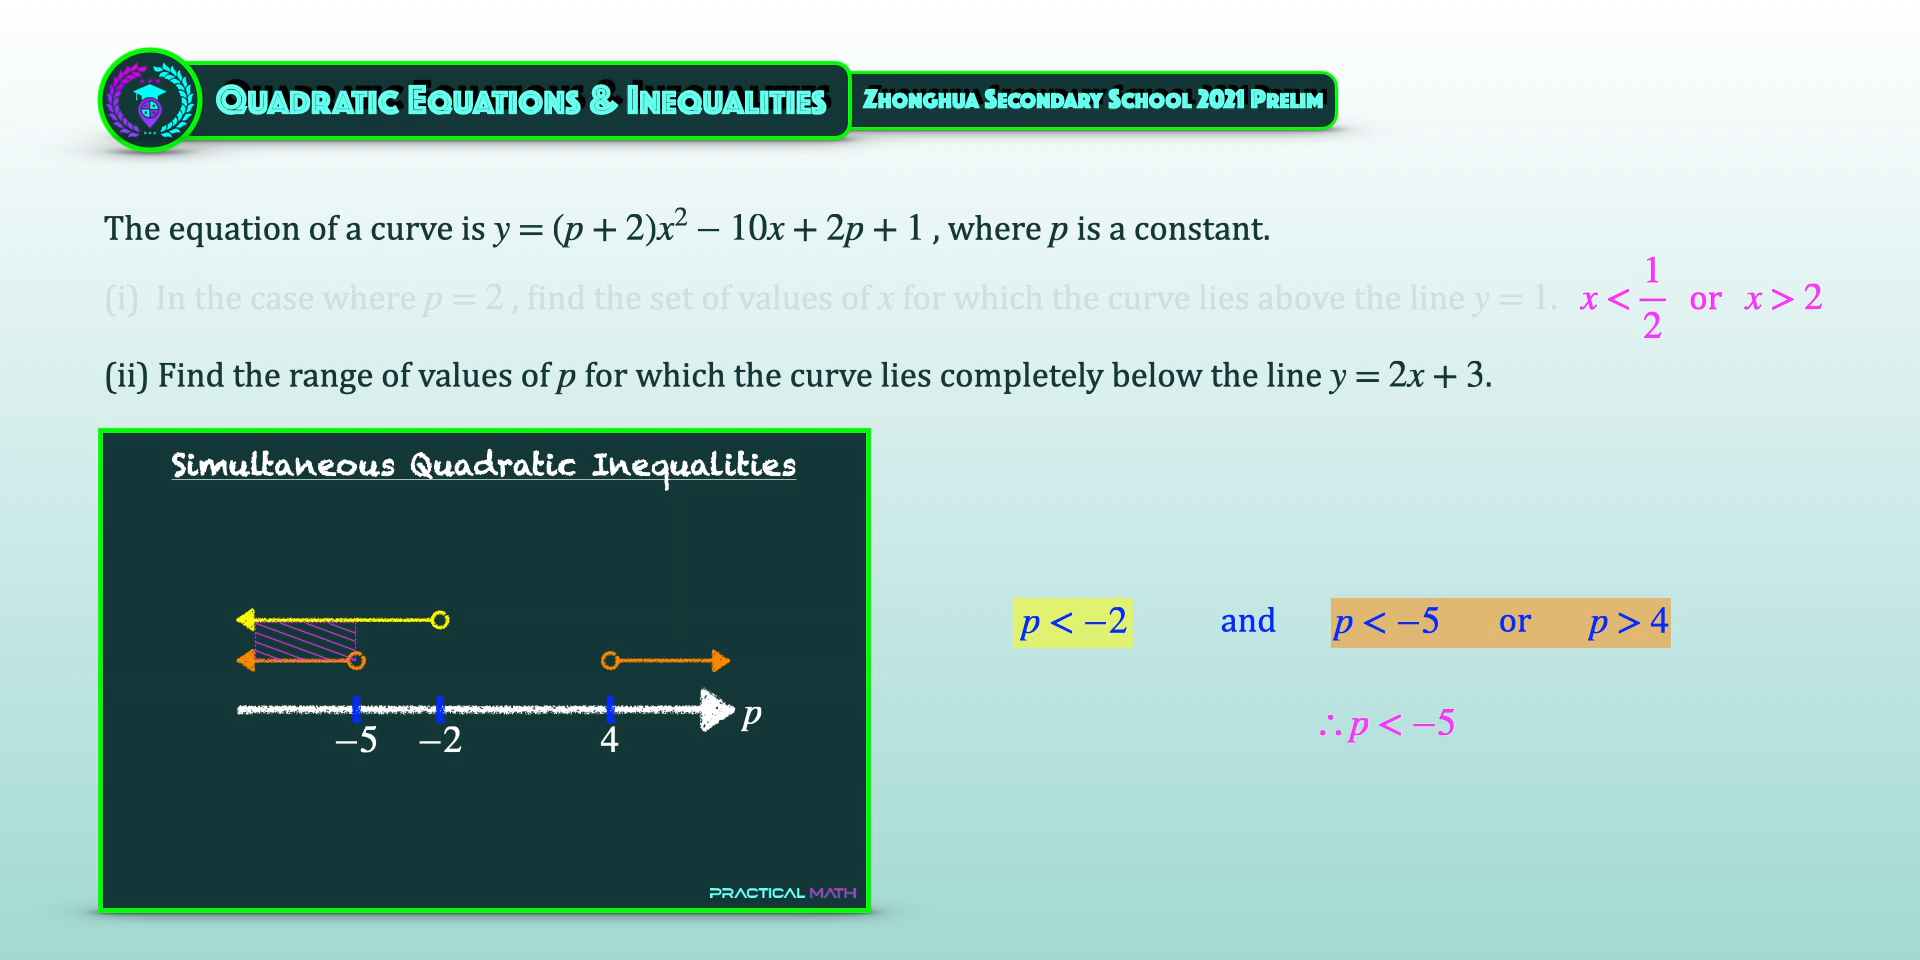 QUADRATIC EQUATIONS & INEQUALITIES
ZHONGHUA SECONDARY SCHOOL 2021 PRELIM
The equation of a curve is y = (p + 2)x² − 10x + 2p + 1 , where p is a constant.
(i) In the case where p = 2 , find the set of values of x for which the curve lies above the line y = 1. x < 1/2 or x > 2
(ii) Find the range of values of p for which the curve lies completely below the line y = 2x + 3.
Simultaneous Quadratic Inequalities
p < −2 and p < −5 or p > 4
p
−5 −2 4
∴ p < −5
PRACTICAL MATH